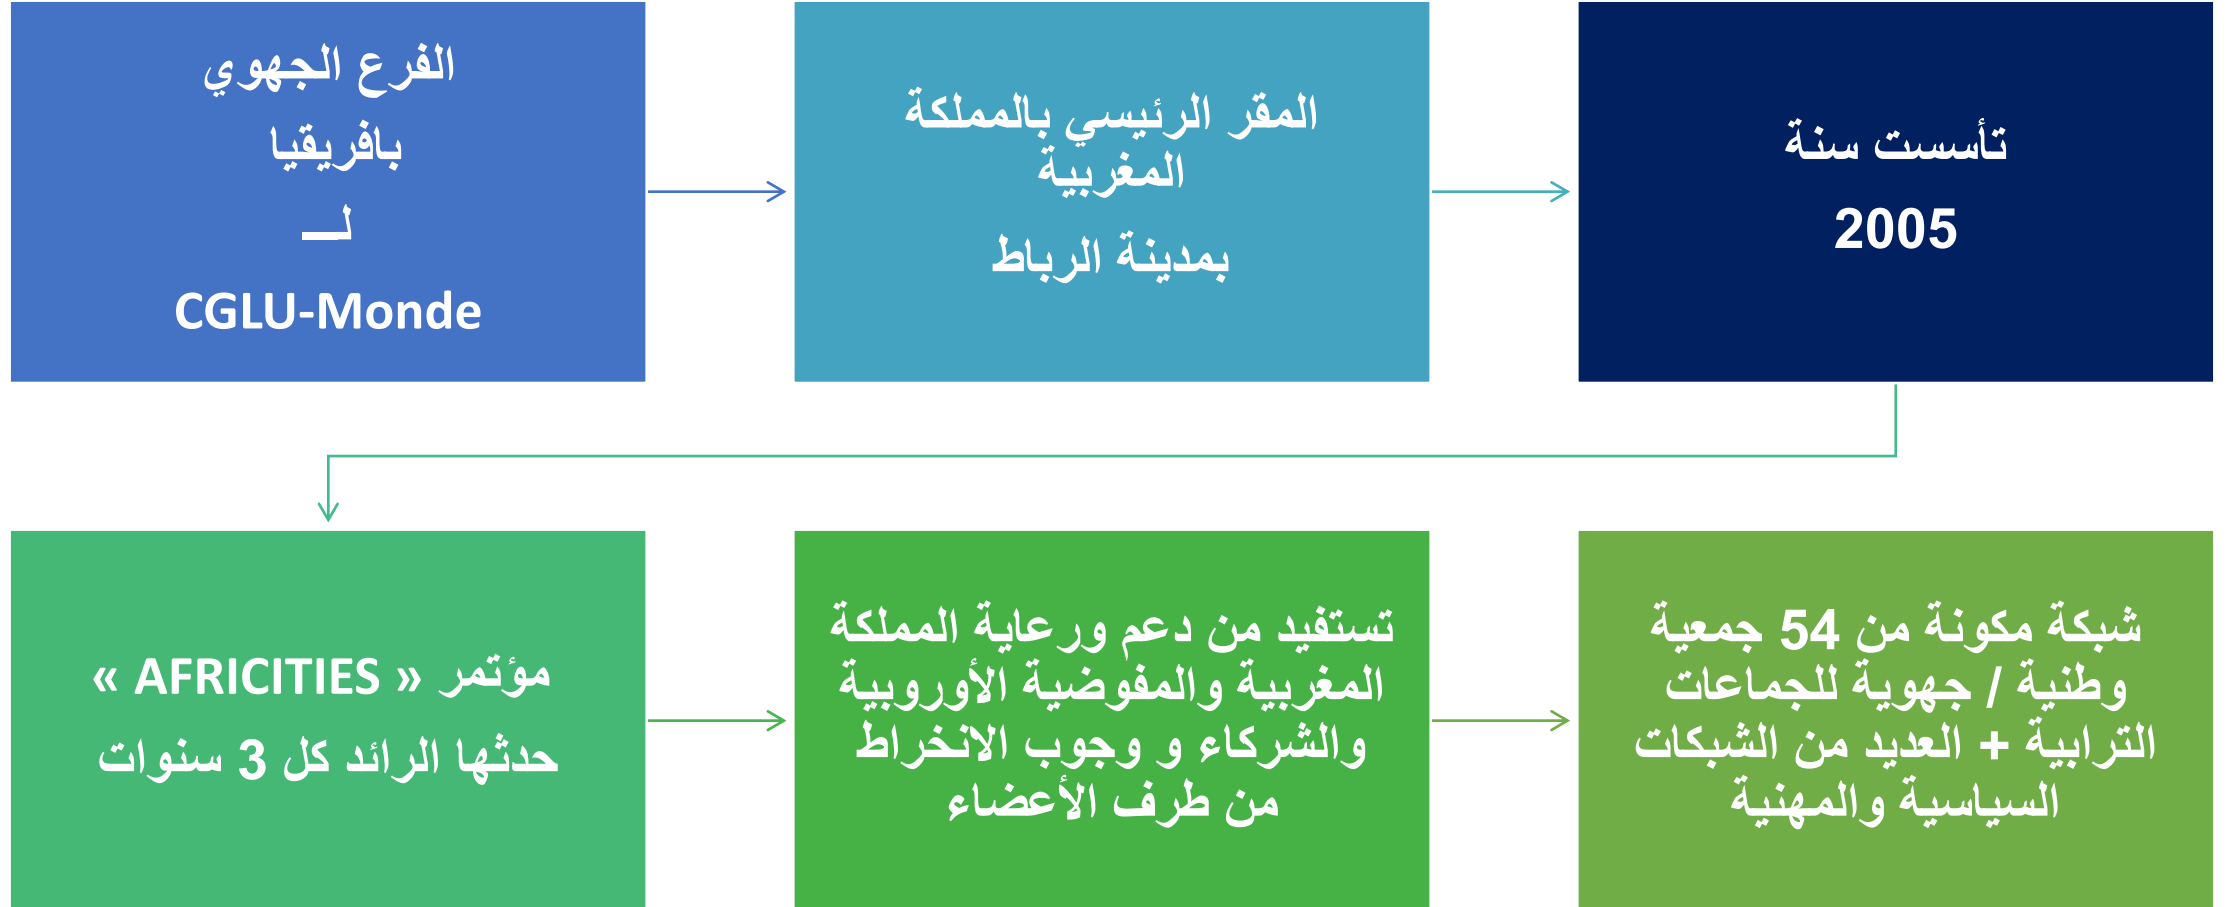 الفرع الجهوي
بافريقيا
لـــ
CGLU-Monde
المقر الرئيسي بالمملكة
المغربية
بمدينة الرباط
تأسست سنة
2005
مؤتمر « AFRICITIES »
حدثها الرائد كل 3 سنوات
تستفيد من دعم ورعاية المملكة
المغربية والمفوضية الأوروبية
والشركاء و وجوب الانخراط
من طرف الأعضاء
شبكة مكونة من 54 جمعية
وطنية / جهوية للجماعات
الترابية + العديد من الشبكات
السياسية والمهنية